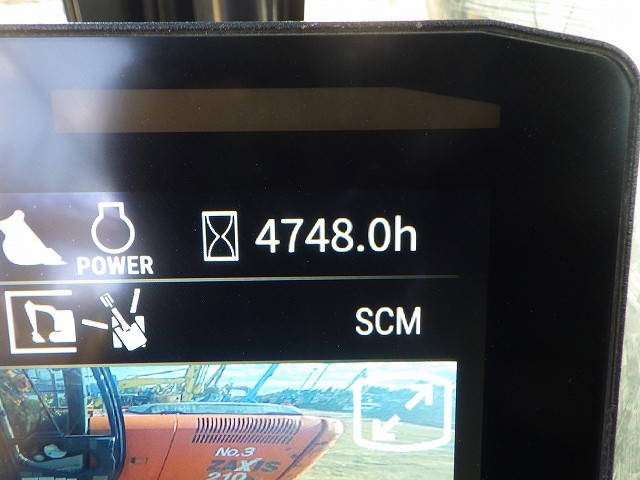 4748.0h
POWER
SCM
No.3
ZAXIS
210